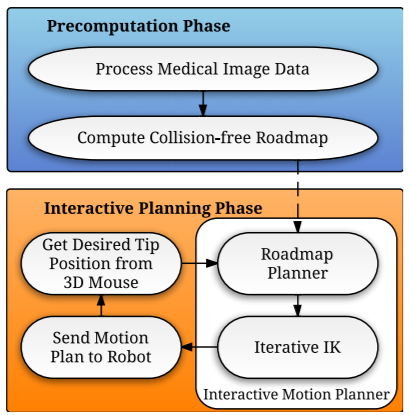 Precomputation Phase
Process Medical Image Data
Compute Collision-free Roadmap
Interactive Planning Phase
Get Desired Tip
Position from
3D Mouse
Roadmap
Planner
Send Motion
Plan to Robot
Iterative IK
Interactive Motion Planner